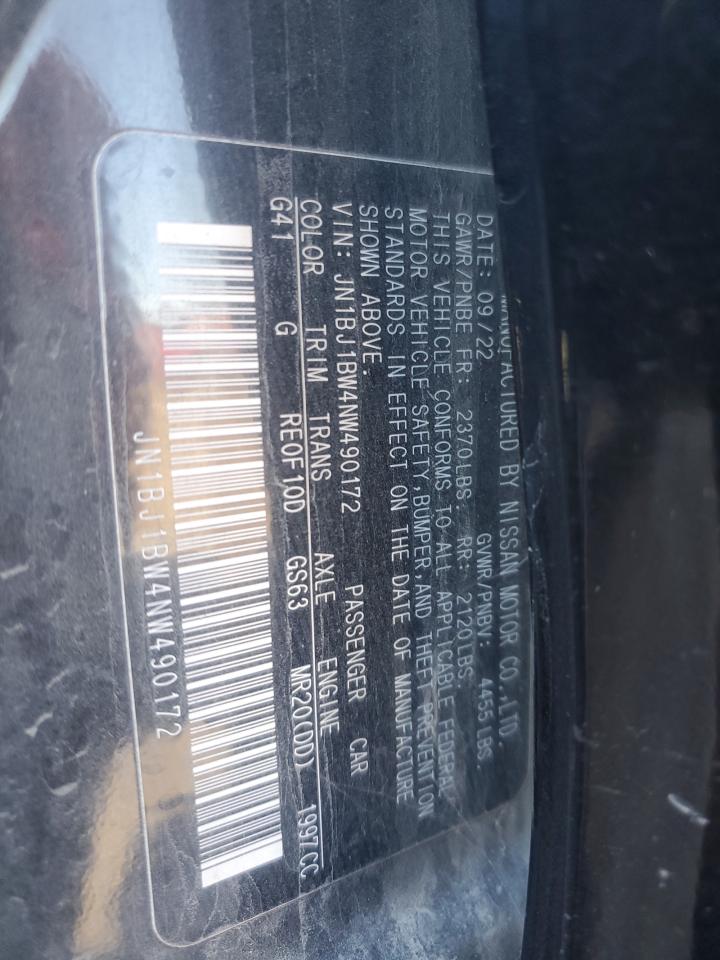 MANUFACTURED BY NISSAN MOTOR CO.,LTD.
DATE: 09/22 GVWR/PNBV: 4455 LBS.
GAWR/PNBE FR: 2370LBS. RR: 2120LBS.
THIS VEHICLE CONFORMS TO ALL APPLICABLE FEDERAL
MOTOR VEHICLE SAFETY,BUMPER,AND THEFT PREVENTION
STANDARDS IN EFFECT ON THE DATE OF MANUFACTURE
SHOWN ABOVE.
VIN: JN1BJ1BW4NW490172 PASSENGER CAR
COLOR TRIM TRANS AXLE ENGINE
G41 G RE0F10D GS63 MR20(DD) 1997CC
JN1BJ1BW4NW490172